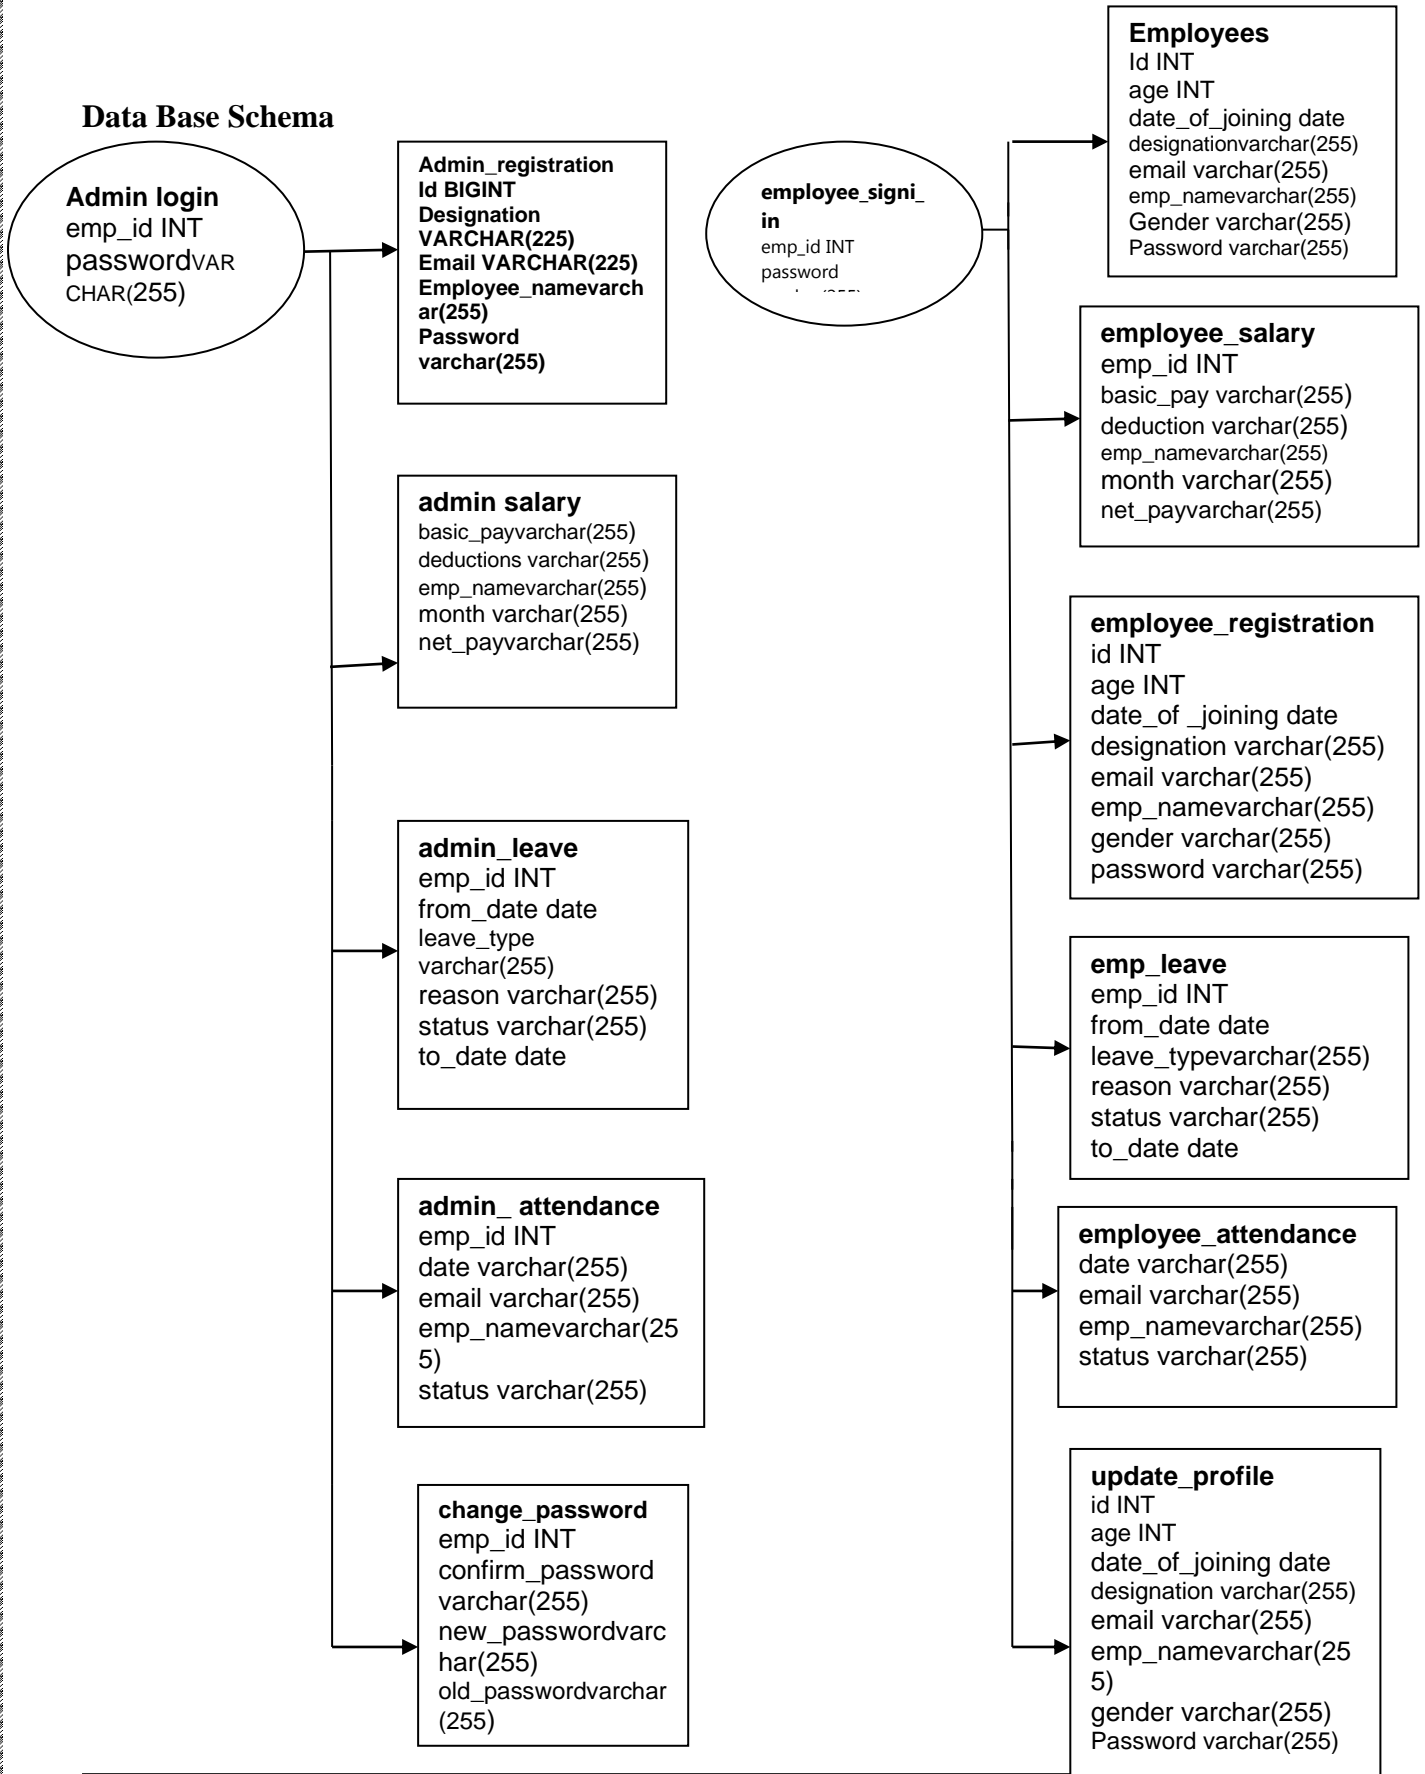 Data Base Schema
Admin login
emp_id INT
passwordVAR
CHAR(255)
Admin_registration
Id BIGINT
Designation
VARCHAR(225)
Email VARCHAR(225)
Employee_namevarch
ar(255)
Password
varchar(255)
admin salary
basic_payvarchar(255)
deductions varchar(255)
emp_namevarchar(255)
month varchar(255)
net_payvarchar(255)
admin_leave
emp_id INT
from_date date
leave_type
varchar(255)
reason varchar(255)
status varchar(255)
to_date date
admin_ attendance
emp_id INT
date varchar(255)
email varchar(255)
emp_namevarchar(25
5)
status varchar(255)
change_password
emp_id INT
confirm_password
varchar(255)
new_passwordvarc
har(255)
old_passwordvarchar
(255)
employee_signi_
in
emp_id INT
password
Employees
Id INT
age INT
date_of_joining date
designationvarchar(255)
email varchar(255)
emp_namevarchar(255)
Gender varchar(255)
Password varchar(255)
employee_salary
emp_id INT
basic_pay varchar(255)
deduction varchar(255)
emp_namevarchar(255)
month varchar(255)
net_payvarchar(255)
employee_registration
id INT
age INT
date_of _joining date
designation varchar(255)
email varchar(255)
emp_namevarchar(255)
gender varchar(255)
password varchar(255)
emp_leave
emp_id INT
from_date date
leave_typevarchar(255)
reason varchar(255)
status varchar(255)
to_date date
employee_attendance
date varchar(255)
email varchar(255)
emp_namevarchar(255)
status varchar(255)
update_profile
id INT
age INT
date_of_joining date
designation varchar(255)
email varchar(255)
emp_namevarchar(25
5)
gender varchar(255)
Password varchar(255)